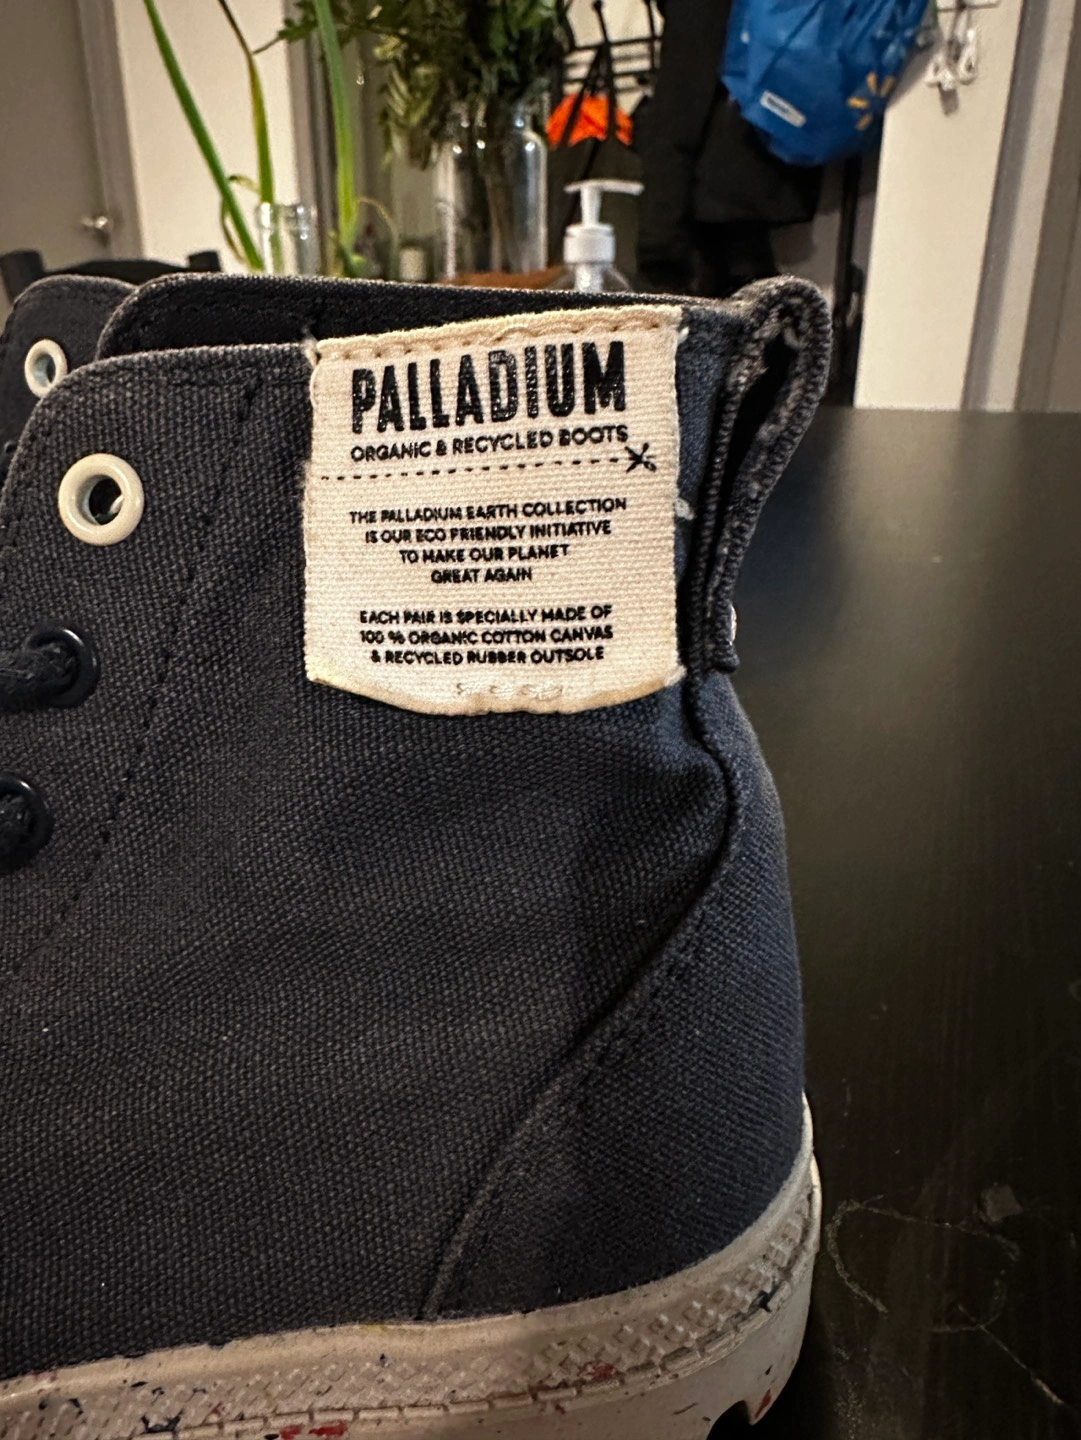 PALLADIUM
ORGANIC & RECYCLED BOOTS
THE PALLADIUM EARTH COLLECTION
IS OUR ECO FRIENDLY INITIATIVE
TO MAKE OUR PLANET
GREAT AGAIN
EACH PAIR IS SPECIALLY MADE OF
100 % ORGANIC COTTON CANVAS
& RECYCLED RUBBER OUTSOLE